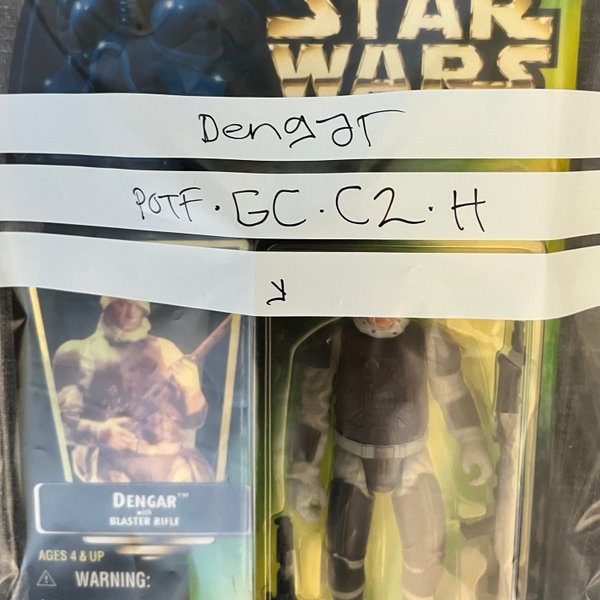 STAR
WARS
Dengar
POTF · GC · C2 · H
DENGAR™
with
BLASTER RIFLE
AGES 4 & UP
⚠ WARNING: